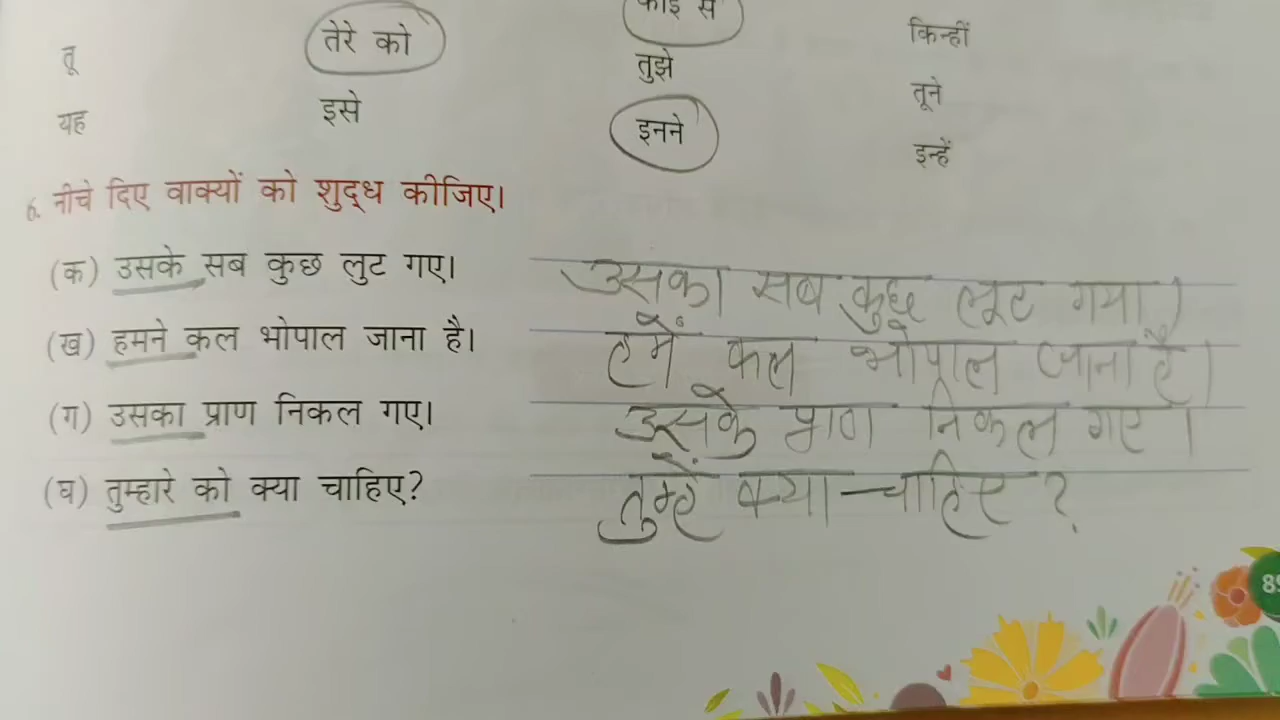 कोई से
तू तेरे को तुझे किन्हीं
यह इसे इनने तूने
इन्हें
6. नीचे दिए वाक्यों को शुद्ध कीजिए।
(क) उसके सब कुछ लुट गए। उसका सब कुछ लूट गया।
(ख) हमने कल भोपाल जाना है। हमें कल भोपाल जाना है।
(ग) उसका प्राण निकल गए। उसके प्राण निकल गए।
(घ) तुम्हारे को क्या चाहिए? तुम्हें क्या चाहिए?